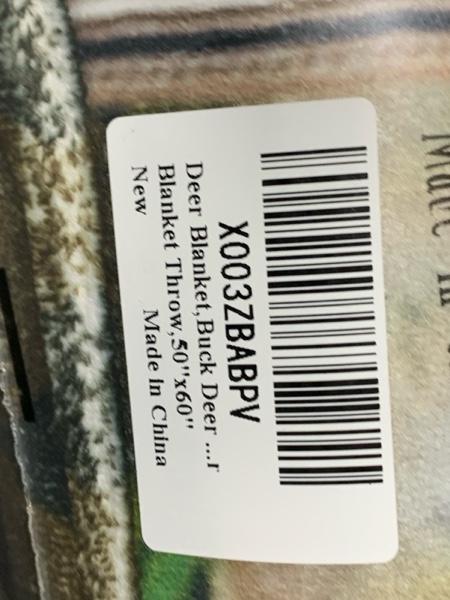 X003ZBABPV
Deer Blanket,Buck Deer ...r
Blanket Throw,50"x60"
New
Made In China